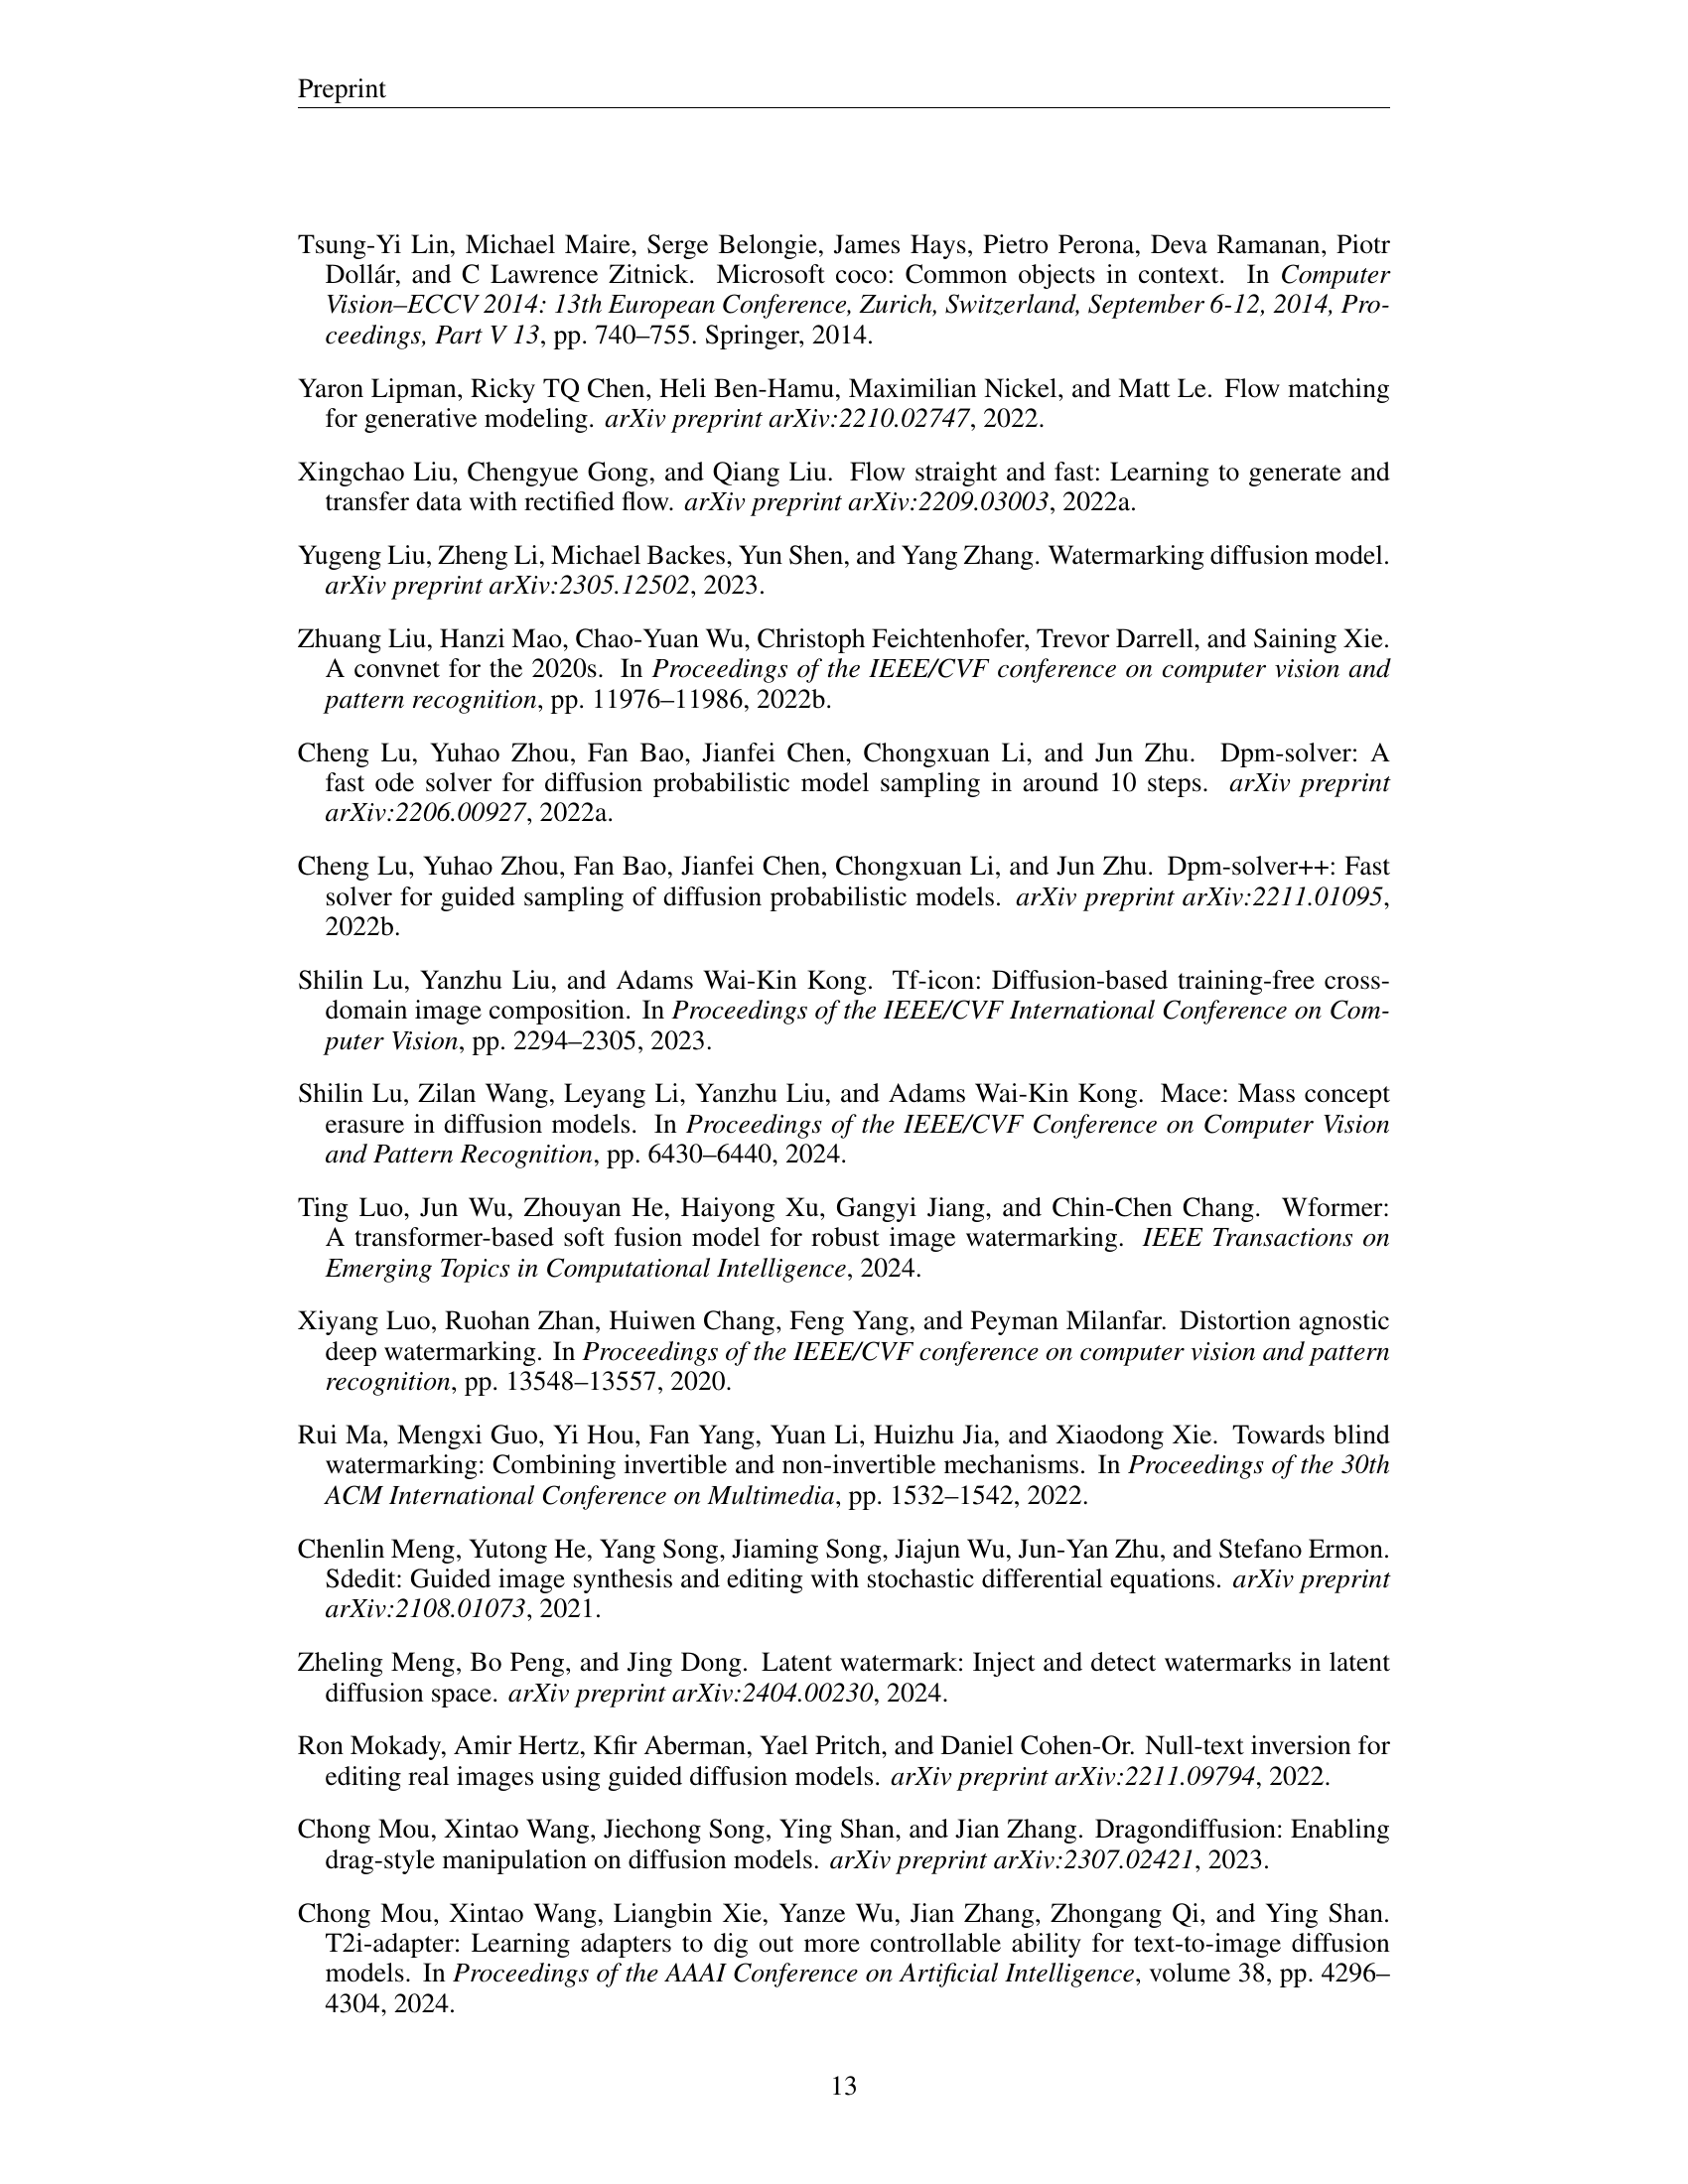 Preprint
Tsung-Yi Lin, Michael Maire, Serge Belongie, James Hays, Pietro Perona, Deva Ramanan, Piotr
Dollár, and C Lawrence Zitnick. Microsoft coco: Common objects in context. In Computer
Vision–ECCV 2014: 13th European Conference, Zurich, Switzerland, September 6-12, 2014, Pro-
ceedings, Part V 13, pp. 740–755. Springer, 2014.
Yaron Lipman, Ricky TQ Chen, Heli Ben-Hamu, Maximilian Nickel, and Matt Le. Flow matching
for generative modeling. arXiv preprint arXiv:2210.02747, 2022.
Xingchao Liu, Chengyue Gong, and Qiang Liu. Flow straight and fast: Learning to generate and
transfer data with rectified flow. arXiv preprint arXiv:2209.03003, 2022a.
Yugeng Liu, Zheng Li, Michael Backes, Yun Shen, and Yang Zhang. Watermarking diffusion model.
arXiv preprint arXiv:2305.12502, 2023.
Zhuang Liu, Hanzi Mao, Chao-Yuan Wu, Christoph Feichtenhofer, Trevor Darrell, and Saining Xie.
A convnet for the 2020s. In Proceedings of the IEEE/CVF conference on computer vision and
pattern recognition, pp. 11976–11986, 2022b.
Cheng Lu, Yuhao Zhou, Fan Bao, Jianfei Chen, Chongxuan Li, and Jun Zhu. Dpm-solver: A
fast ode solver for diffusion probabilistic model sampling in around 10 steps. arXiv preprint
arXiv:2206.00927, 2022a.
Cheng Lu, Yuhao Zhou, Fan Bao, Jianfei Chen, Chongxuan Li, and Jun Zhu. Dpm-solver++: Fast
solver for guided sampling of diffusion probabilistic models. arXiv preprint arXiv:2211.01095,
2022b.
Shilin Lu, Yanzhu Liu, and Adams Wai-Kin Kong. Tf-icon: Diffusion-based training-free cross-
domain image composition. In Proceedings of the IEEE/CVF International Conference on Com-
puter Vision, pp. 2294–2305, 2023.
Shilin Lu, Zilan Wang, Leyang Li, Yanzhu Liu, and Adams Wai-Kin Kong. Mace: Mass concept
erasure in diffusion models. In Proceedings of the IEEE/CVF Conference on Computer Vision
and Pattern Recognition, pp. 6430–6440, 2024.
Ting Luo, Jun Wu, Zhouyan He, Haiyong Xu, Gangyi Jiang, and Chin-Chen Chang. Wformer:
A transformer-based soft fusion model for robust image watermarking. IEEE Transactions on
Emerging Topics in Computational Intelligence, 2024.
Xiyang Luo, Ruohan Zhan, Huiwen Chang, Feng Yang, and Peyman Milanfar. Distortion agnostic
deep watermarking. In Proceedings of the IEEE/CVF conference on computer vision and pattern
recognition, pp. 13548–13557, 2020.
Rui Ma, Mengxi Guo, Yi Hou, Fan Yang, Yuan Li, Huizhu Jia, and Xiaodong Xie. Towards blind
watermarking: Combining invertible and non-invertible mechanisms. In Proceedings of the 30th
ACM International Conference on Multimedia, pp. 1532–1542, 2022.
Chenlin Meng, Yutong He, Yang Song, Jiaming Song, Jiajun Wu, Jun-Yan Zhu, and Stefano Ermon.
Sdedit: Guided image synthesis and editing with stochastic differential equations. arXiv preprint
arXiv:2108.01073, 2021.
Zheling Meng, Bo Peng, and Jing Dong. Latent watermark: Inject and detect watermarks in latent
diffusion space. arXiv preprint arXiv:2404.00230, 2024.
Ron Mokady, Amir Hertz, Kfir Aberman, Yael Pritch, and Daniel Cohen-Or. Null-text inversion for
editing real images using guided diffusion models. arXiv preprint arXiv:2211.09794, 2022.
Chong Mou, Xintao Wang, Jiechong Song, Ying Shan, and Jian Zhang. Dragondiffusion: Enabling
drag-style manipulation on diffusion models. arXiv preprint arXiv:2307.02421, 2023.
Chong Mou, Xintao Wang, Liangbin Xie, Yanze Wu, Jian Zhang, Zhongang Qi, and Ying Shan.
T2i-adapter: Learning adapters to dig out more controllable ability for text-to-image diffusion
models. In Proceedings of the AAAI Conference on Artificial Intelligence, volume 38, pp. 4296–
4304, 2024.
13